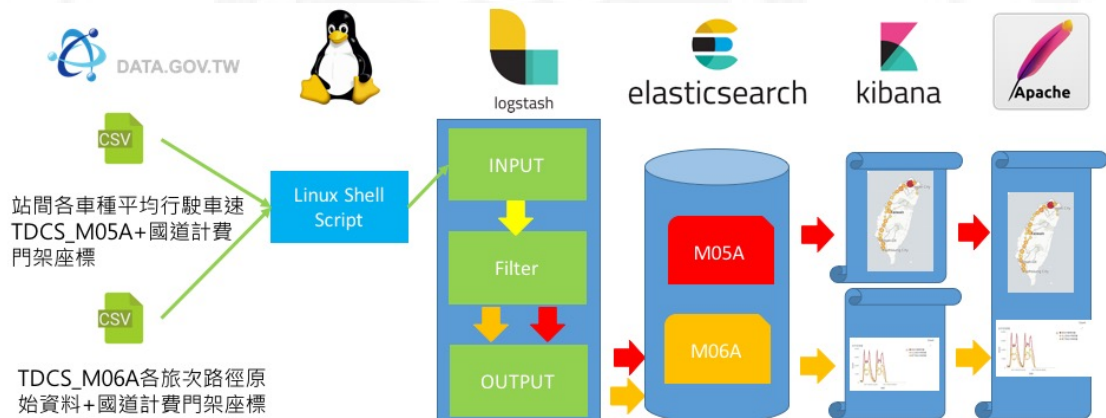 DATA.GOV.TW
logstash
elasticsearch
kibana
Apache
CSV
站間各車種平均行駛車速
TDCS_M05A+國道計費
門架座標
CSV
TDCS_M06A各旅次路徑原
始資料+國道計費門架座標
Linux Shell
Script
INPUT
Filter
OUTPUT
M05A
M06A